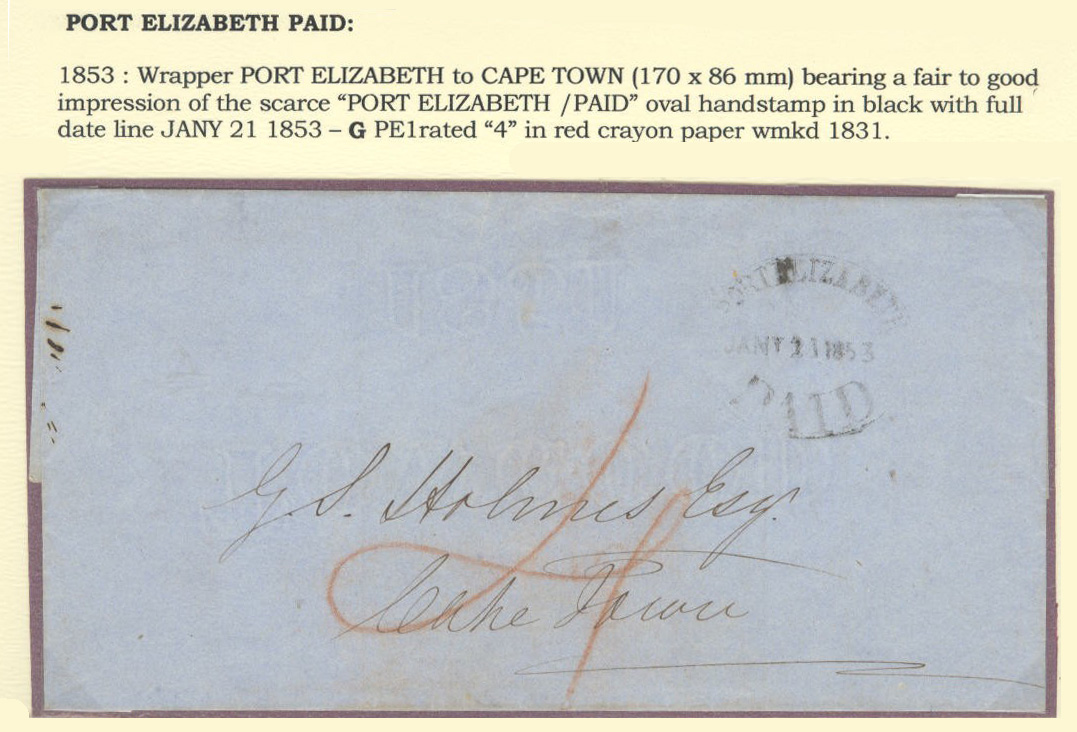 PORT ELIZABETH PAID:
1853 : Wrapper PORT ELIZABETH to CAPE TOWN (170 x 86 mm) bearing a fair to good
impression of the scarce “PORT ELIZABETH /PAID” oval handstamp in black with full
date line JANY 21 1853 – G PE1rated “4” in red crayon paper wmkd 1831.
PORT ELIZABETH
JANY 21 1853
PAID
4
G. S. Holmes Esq.
Cape Town